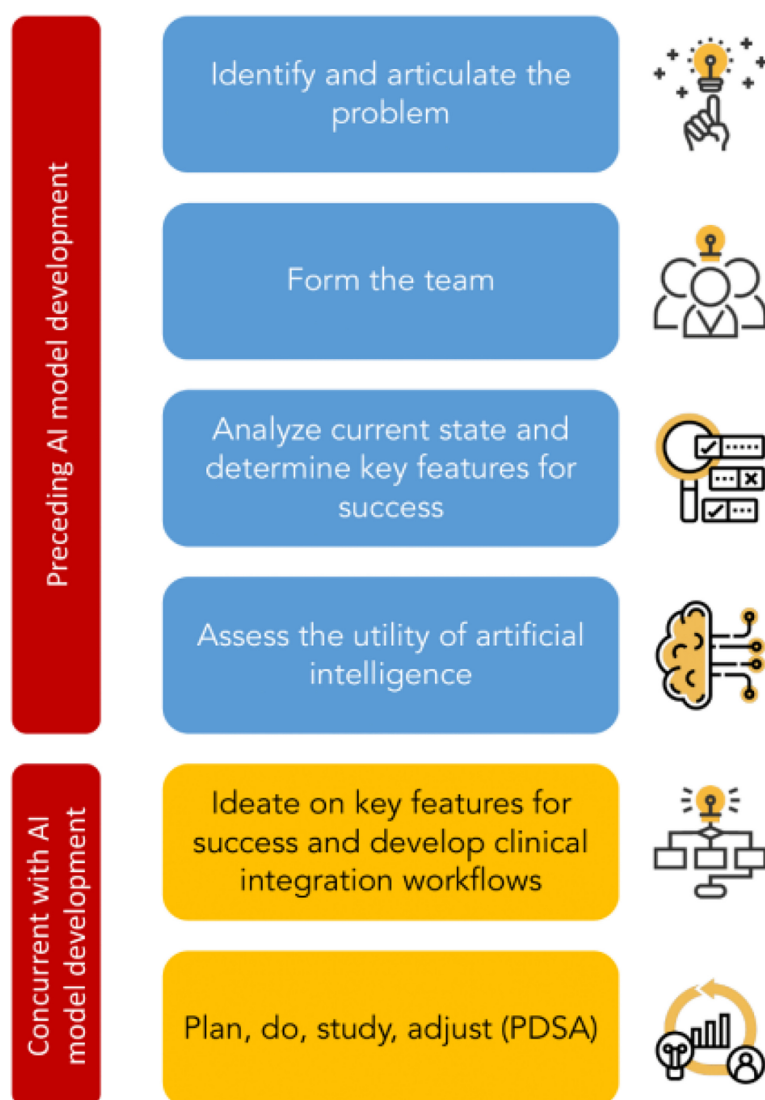 Preceding AI model development
Identify and articulate the
problem
Form the team
Analyze current state and
determine key features for
success
Assess the utility of artificial
intelligence
Concurrent with AI
model development
Ideate on key features for
success and develop clinical
integration workflows
Plan, do, study, adjust (PDSA)